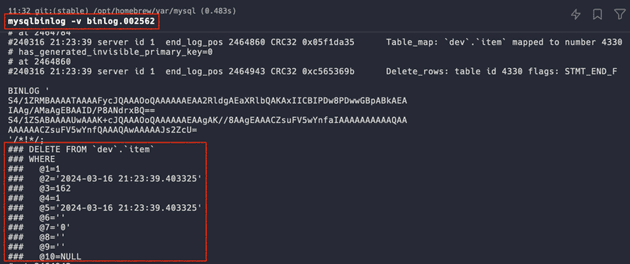 11:32 git:(stable) /opt/homebrew/var/mysql (0.483s)
mysqlbinlog -v binlog.002562
# at 2464784
#240316 21:23:39 server id 1  end_log_pos 2464860 CRC32 0x05f1da35     Table_map: `dev`.`item` mapped to number 4330
# has_generated_invisible_primary_key=0
# at 2464860
#240316 21:23:39 server id 1  end_log_pos 2464943 CRC32 0xc565369b     Delete_rows: table id 4330 flags: STMT_END_F
BINLOG '
S4/1ZRMBAAAATAAAAFycJQAAAOoQAAAAAAEAA2RldgAEaXRlbQAKAxIICBIPDw8PDwwGBpABkAEA
IAAg/AMaAgEBAAID/P8ANdrxBQ==
S4/1ZSABAAAAUwAAAK+cJQAAAOoQAAAAAAEAAgAK//8AAgEAAACZsuFV5wYnfaIAAAAAAAAAAQAA
AAAAAACZsuFV5wYnfQAAAQAwAAAAAJs2ZcU=
'/*!*/;
### DELETE FROM `dev`.`item`
### WHERE
###   @1=1
###   @2='2024-03-16 21:23:39.403325'
###   @3=162
###   @4=1
###   @5='2024-03-16 21:23:39.403325'
###   @6=''
###   @7='0'
###   @8=''
###   @9=''
###   @10=NULL